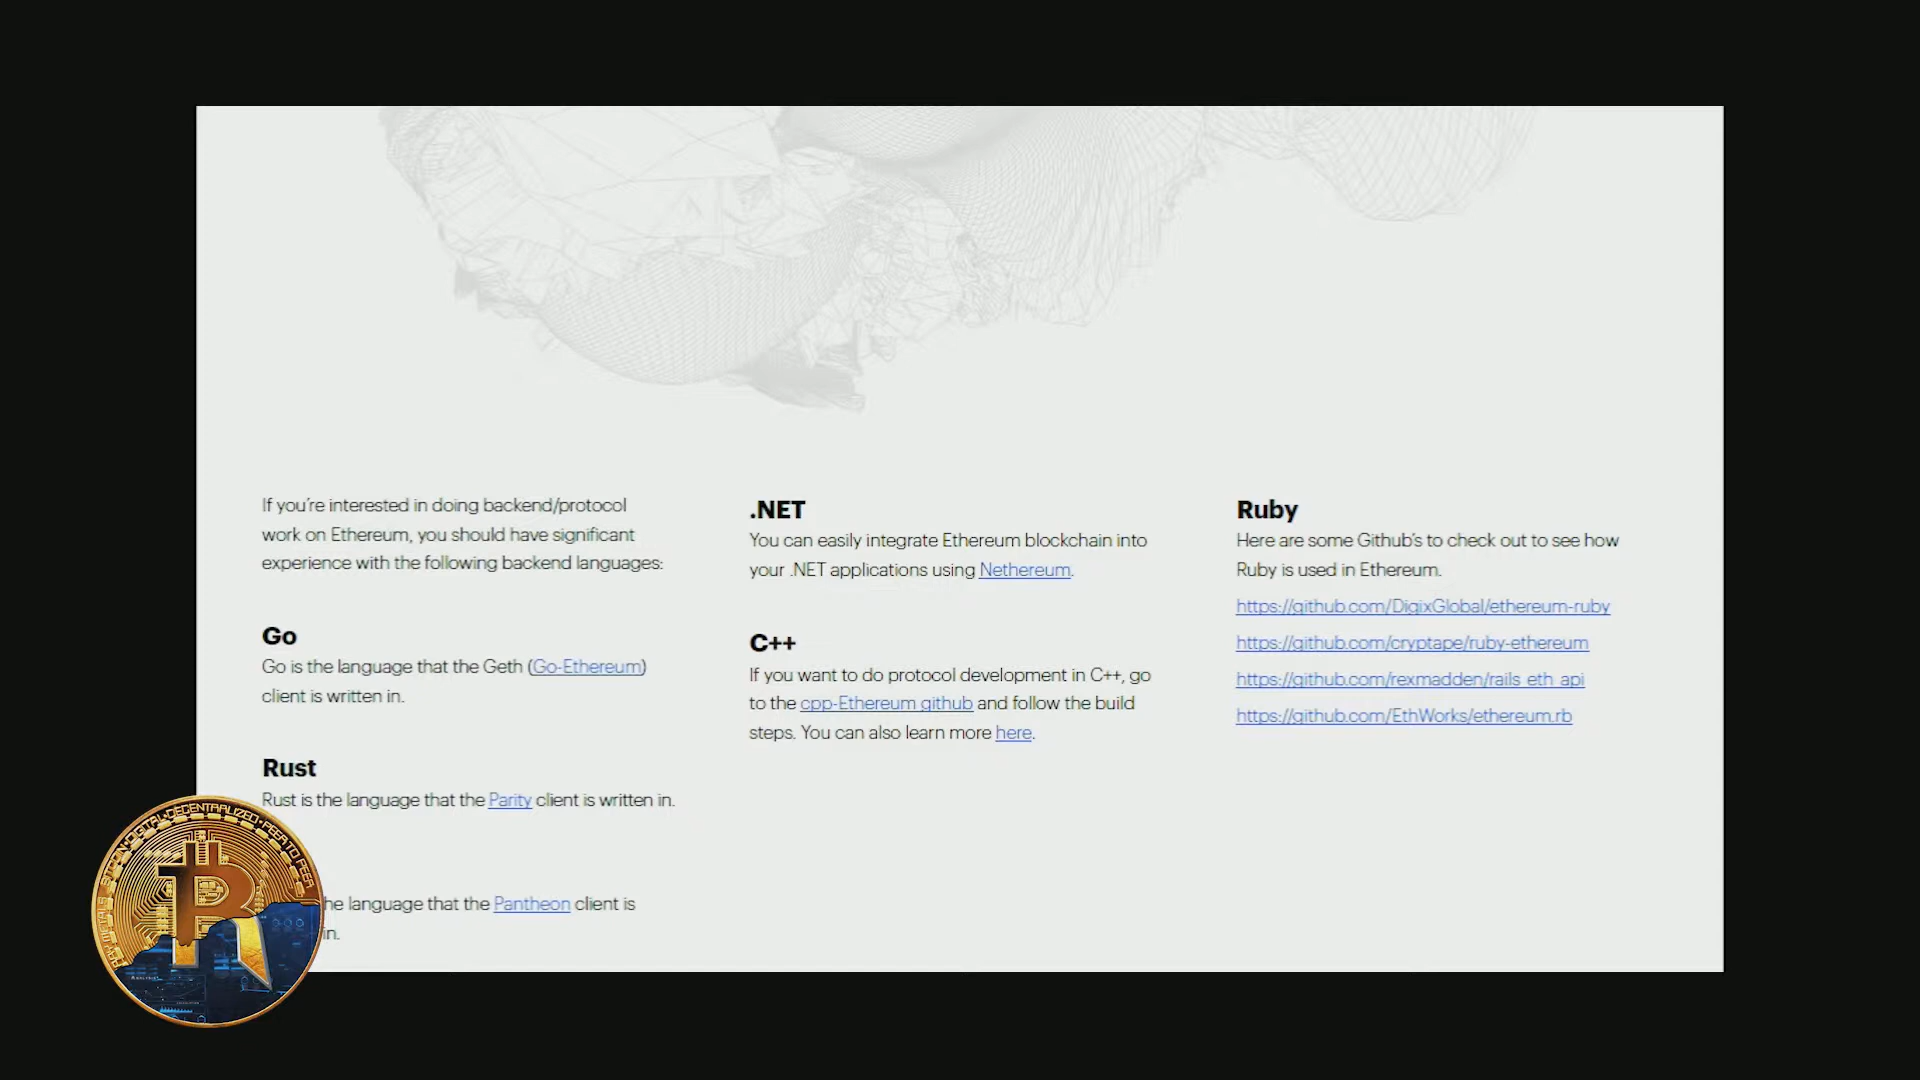 If you're interested in doing backend/protocol
work on Ethereum, you should have significant
experience with the following backend languages:
Go
Go is the language that the Geth (Go-Ethereum)
client is written in.
Rust
Rust is the language that the Parity client is written in.
he language that the Pantheon client is
in.
.NET
You can easily integrate Ethereum blockchain into
your .NET applications using Nethereum.
C++
If you want to do protocol development in C++, go
to the cpp-Ethereum github and follow the build
steps. You can also learn more here.
Ruby
Here are some Github's to check out to see how
Ruby is used in Ethereum.
https://github.com/DigixGlobal/ethereum-ruby
https://github.com/cryptape/ruby-ethereum
https://github.com/rexmadden/rails_eth_api
https://github.com/EthWorks/ethereum.rb
BITCOIN•DIGITAL•DECENTRALIZED•PEER TO PEER